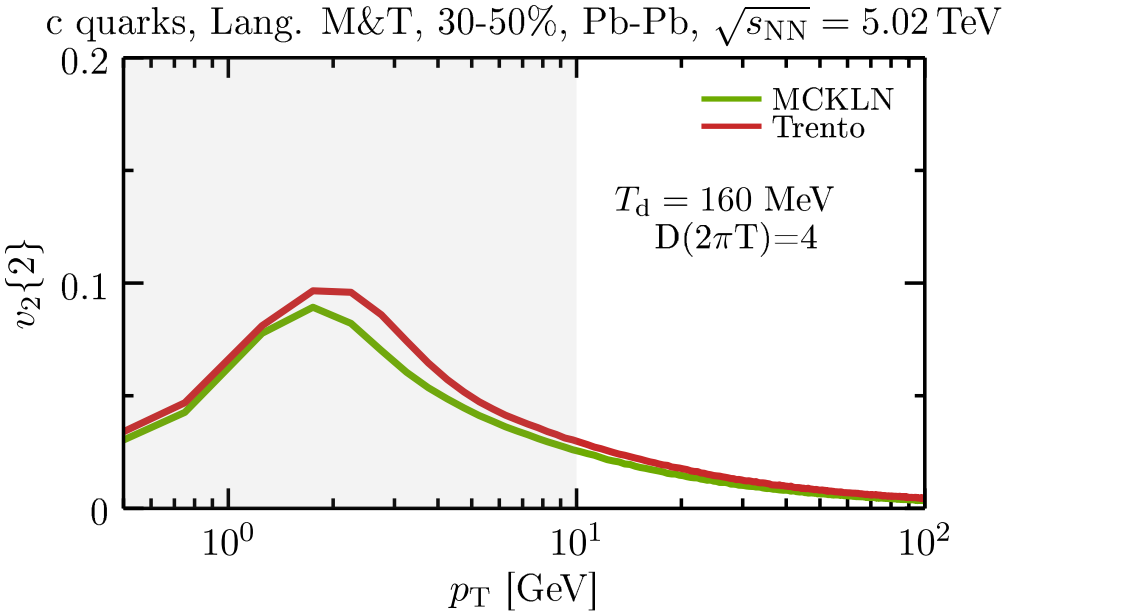 c quarks, Lang. M&T, 30-50%, Pb-Pb, √sNN = 5.02 TeV
0.2
MCKLN
Trento
Td = 160 MeV
D(2πT)=4
v2{2}
0.1
0
10^0
10^1
10^2
pT [GeV]